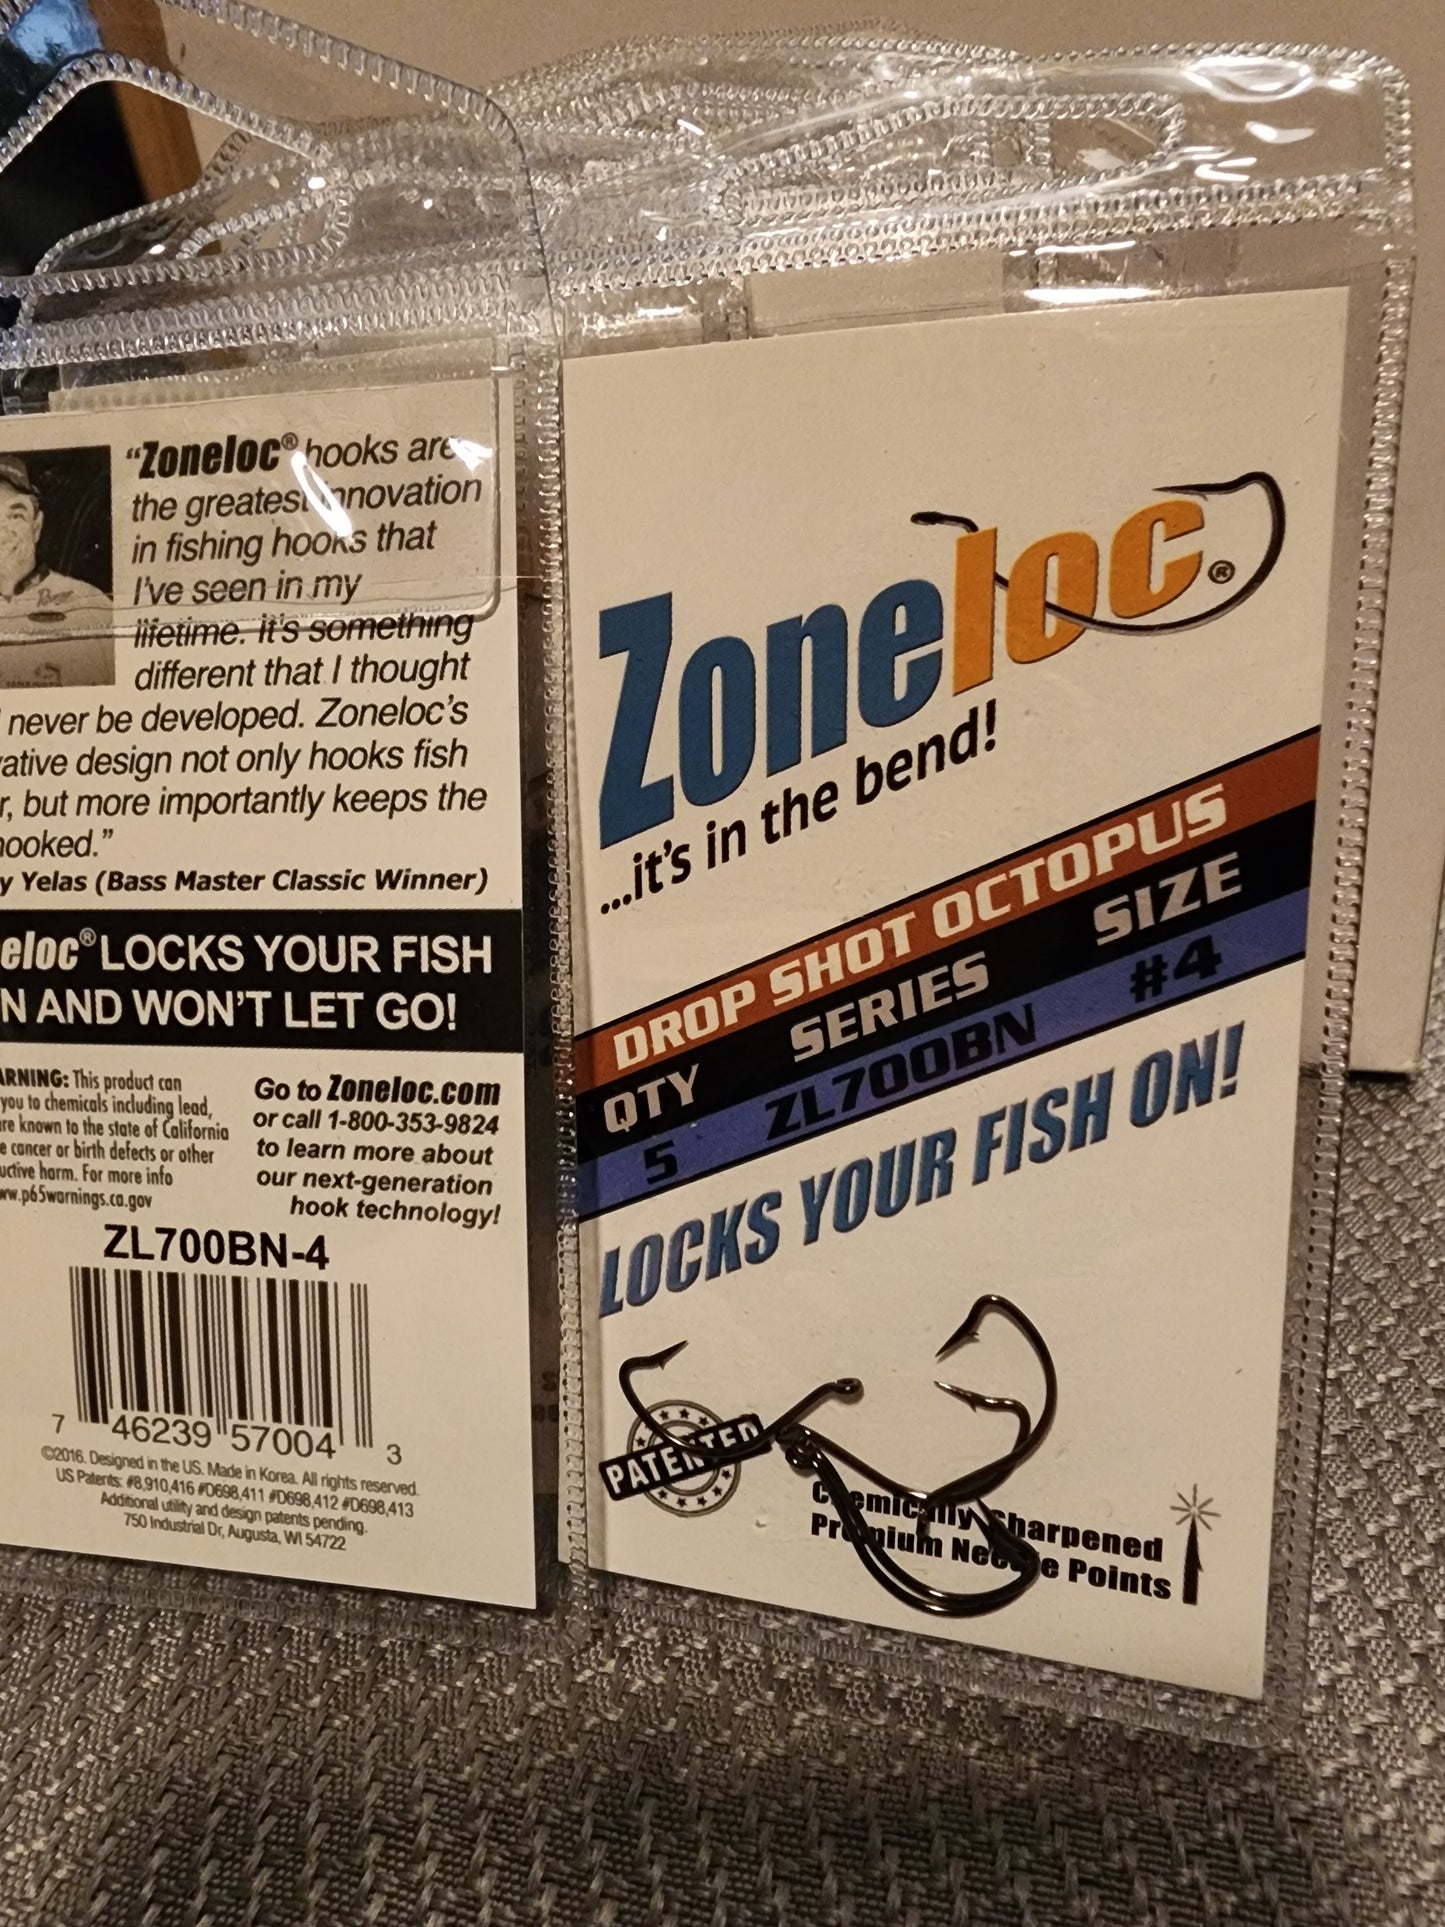 "Zoneloc® hooks are
the greatest innovation
in fishing hooks that
I've seen in my
lifetime. It's something
different that I thought
never be developed. Zoneloc's
design not only hooks fish
but more importantly keeps the
hooked."
Yelas (Bass Master Classic Winner)
eloc® LOCKS YOUR FISH
N AND WON'T LET GO!
ARNING: This product can
you to chemicals including lead,
are known to the state of California
cancer or birth defects or other
harm. For more info
www.p65warnings.ca.gov
Go to Zoneloc.com
or call 1-800-353-9824
to learn more about
our next-generation
hook technology!
ZL700BN-4
7 46239 57004 3
©2016. Designed in the US. Made in Korea. All rights reserved.
US Patents: #8,910,416 #D698,411 #D698,412 #D698,413
Additional utility and design patents pending.
750 Industrial Dr, Augusta, WI 54722
Zoneloc®
...it's in the bend!
DROP SHOT OCTOPUS
QTY SERIES SIZE
5 ZL700BN #4
LOCKS YOUR FISH ON!
PATENTED
Chemically Sharpened
Premium Needle Points